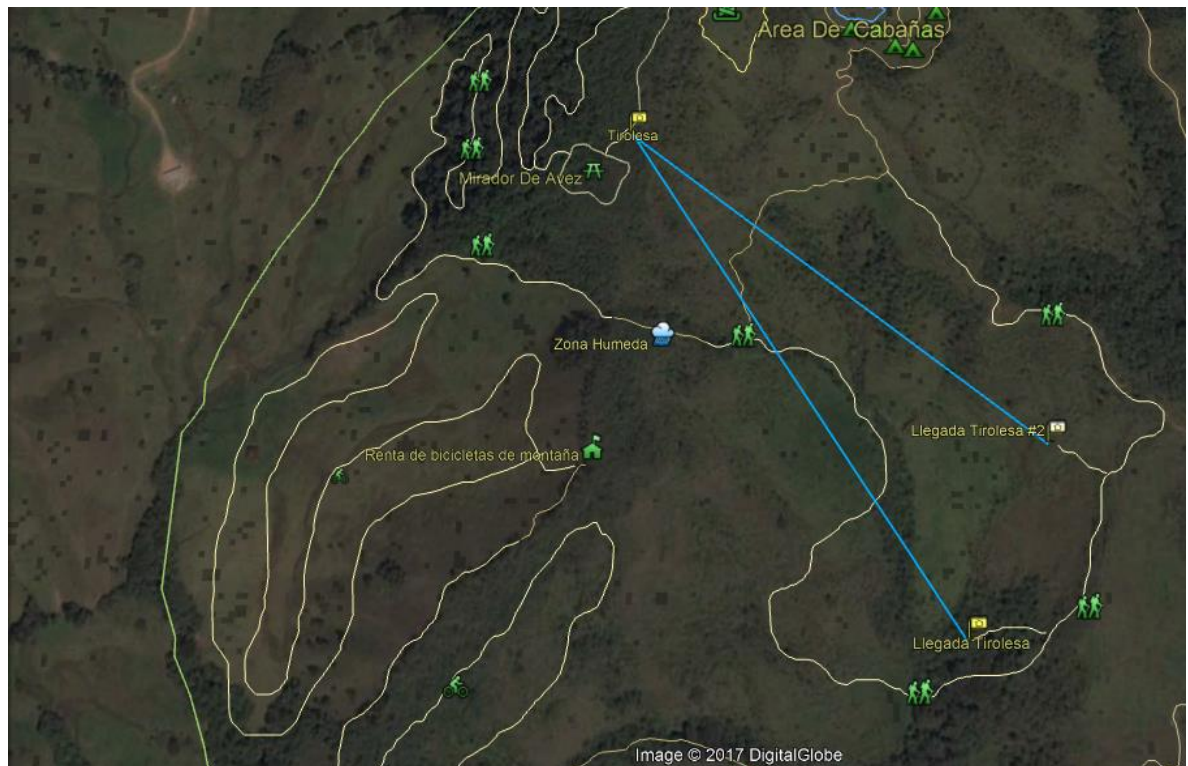 Area De Cabañas
Tirolesa
Mirador De Avez
Zona Humeda
Llegada Tirolesa #2
Renta de bicicletas de montaña
Llegada Tirolesa
Image © 2017 DigitalGlobe